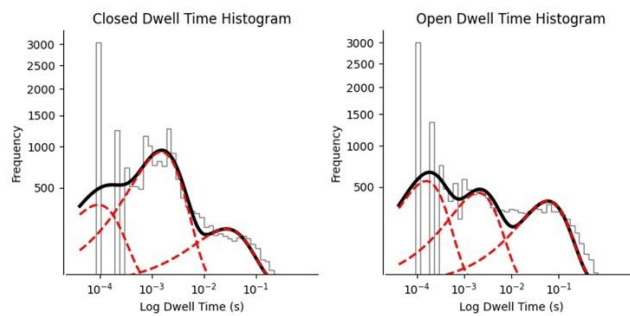 Closed Dwell Time Histogram
Frequency
3000
2500
2000
1500
1000
500
10⁻⁴ 10⁻³ 10⁻² 10⁻¹
Log Dwell Time (s)
Open Dwell Time Histogram
Frequency
3000
2500
2000
1500
1000
500
10⁻⁴ 10⁻³ 10⁻² 10⁻¹
Log Dwell Time (s)